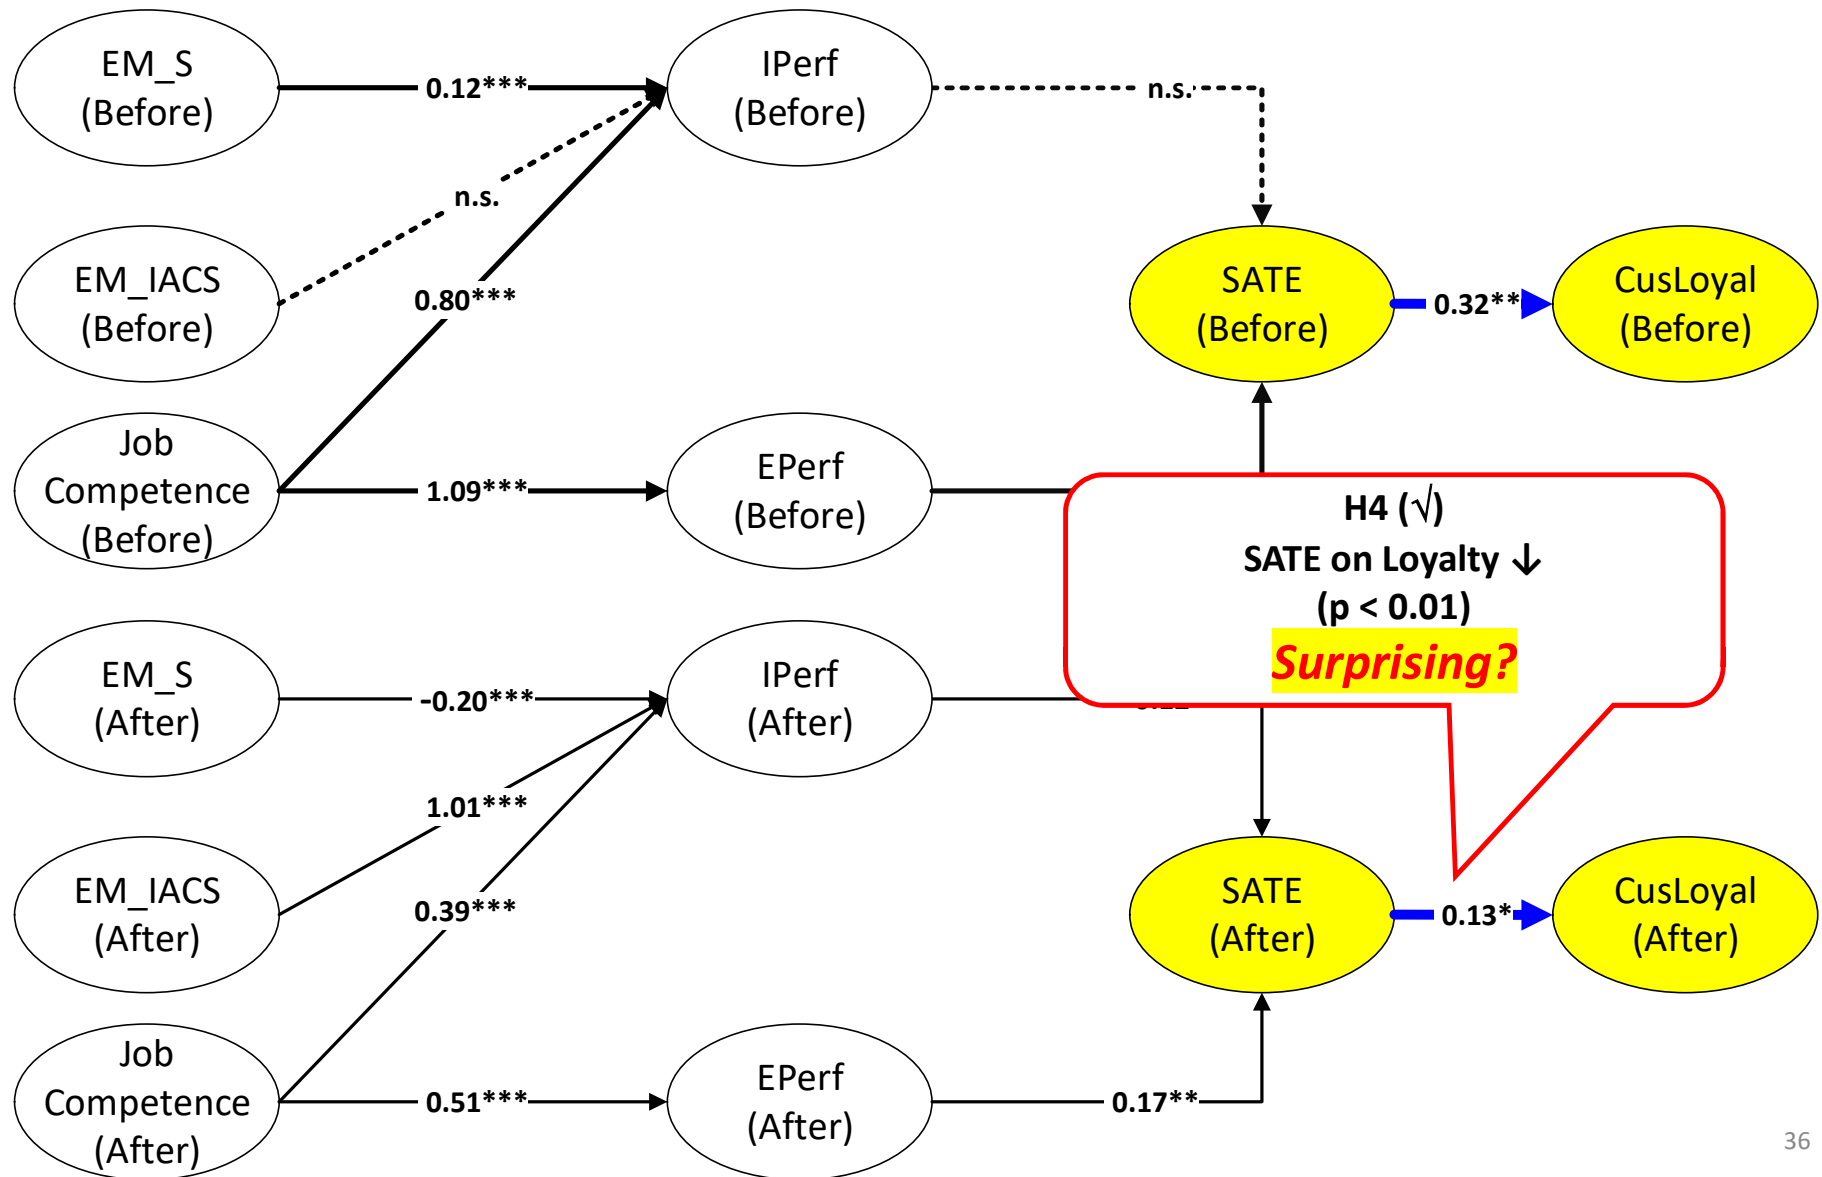 EM_S
(Before)
0.12***
IPerf
(Before)
n.s.
n.s.
EM_IACS
(Before)
0.80***
SATE
(Before)
0.32**
CusLoyal
(Before)
Job
Competence
(Before)
1.09***
EPerf
(Before)
H4 (√)
SATE on Loyalty ↓
(p < 0.01)
Surprising?
EM_S
(After)
-0.20***
IPerf
(After)
1.01***
EM_IACS
(After)
0.39***
SATE
(After)
0.13*
CusLoyal
(After)
Job
Competence
(After)
0.51***
EPerf
(After)
0.17**
36